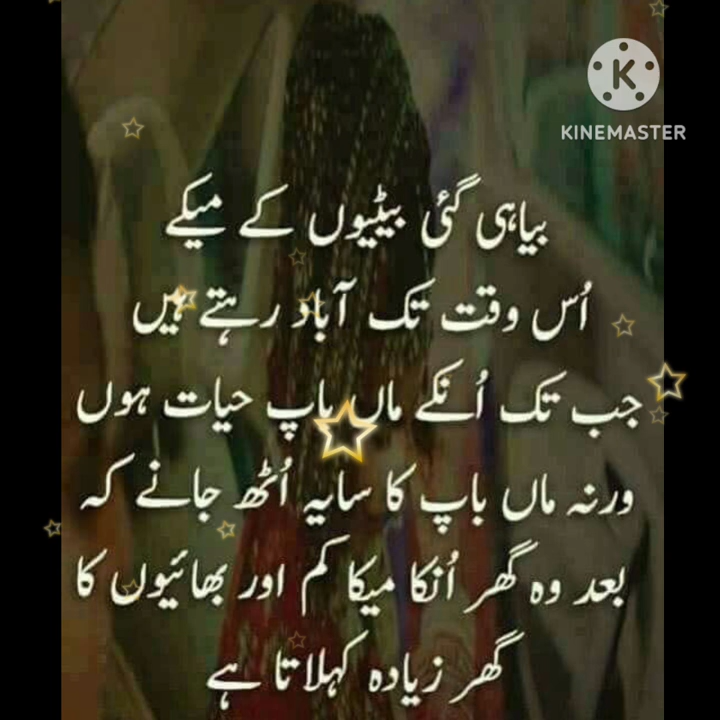 KINEMASTER
بیاہی گئی بیٹیوں کے میکے
اُس وقت تک آباد رہتے ہیں
جب تک اُنکے ماں باپ حیات ہوں
ورنہ ماں باپ کا سایہ اُٹھ جانے کہ
بعد وہ گھر اُنکا میکا کم اور بھائیوں کا
گھر زیادہ کہلاتا ہے